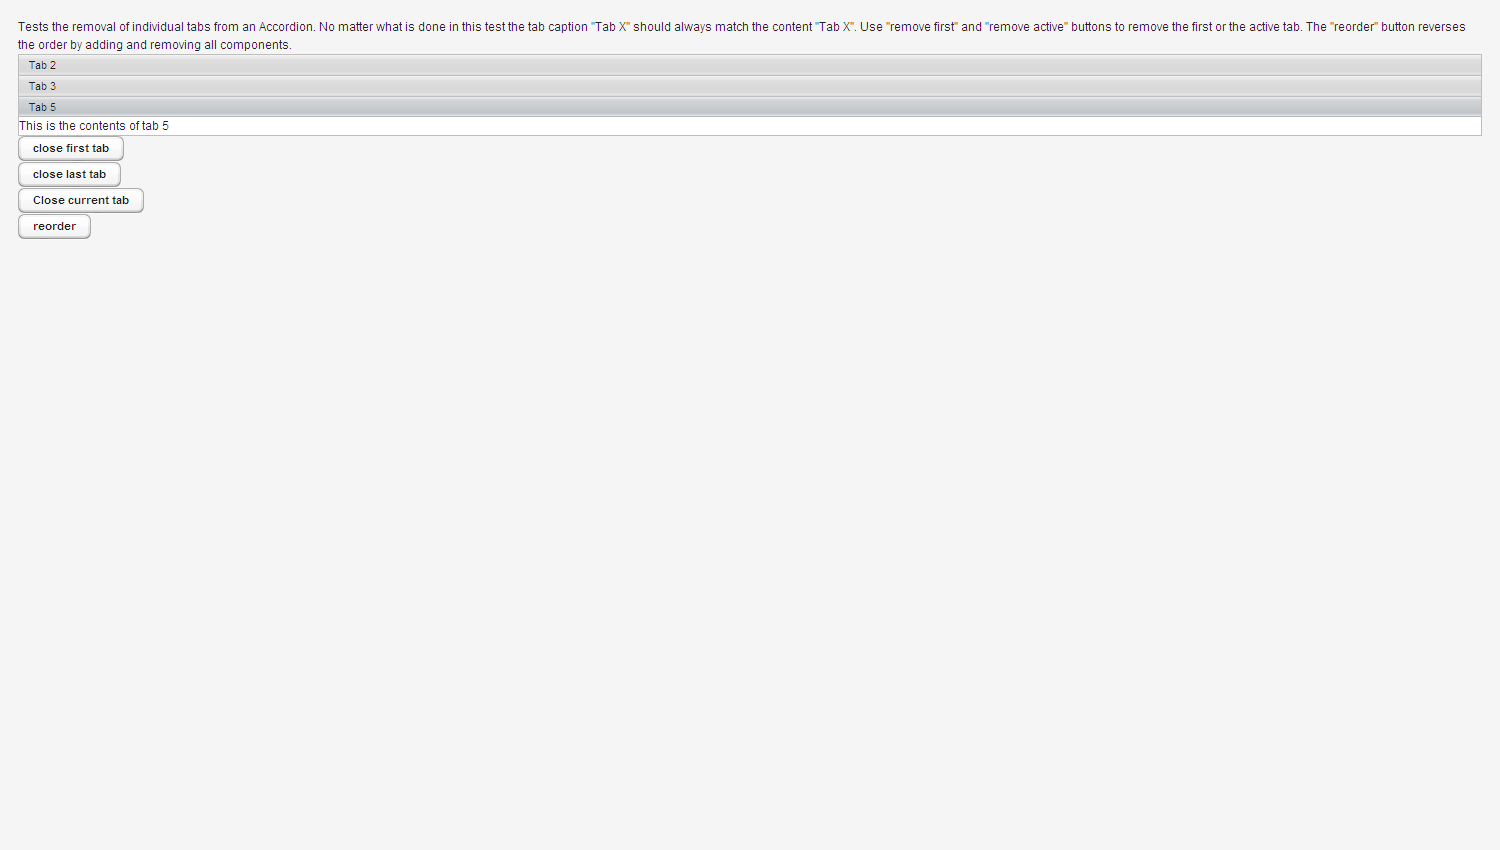 Tests the removal of individual tabs from an Accordion. No matter what is done in this test the tab caption "Tab X" should always match the content "Tab X". Use "remove first" and "remove active" buttons to remove the first or the active tab. The "reorder" button reverses
the order by adding and removing all components.
Tab 2
Tab 3
Tab 5
This is the contents of tab 5
close first tab
close last tab
Close current tab
reorder